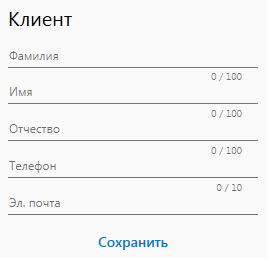 Клиент
Фамилия
0 / 100
Имя
0 / 100
Отчество
0 / 100
Телефон
0 / 10
Эл. почта
Сохранить